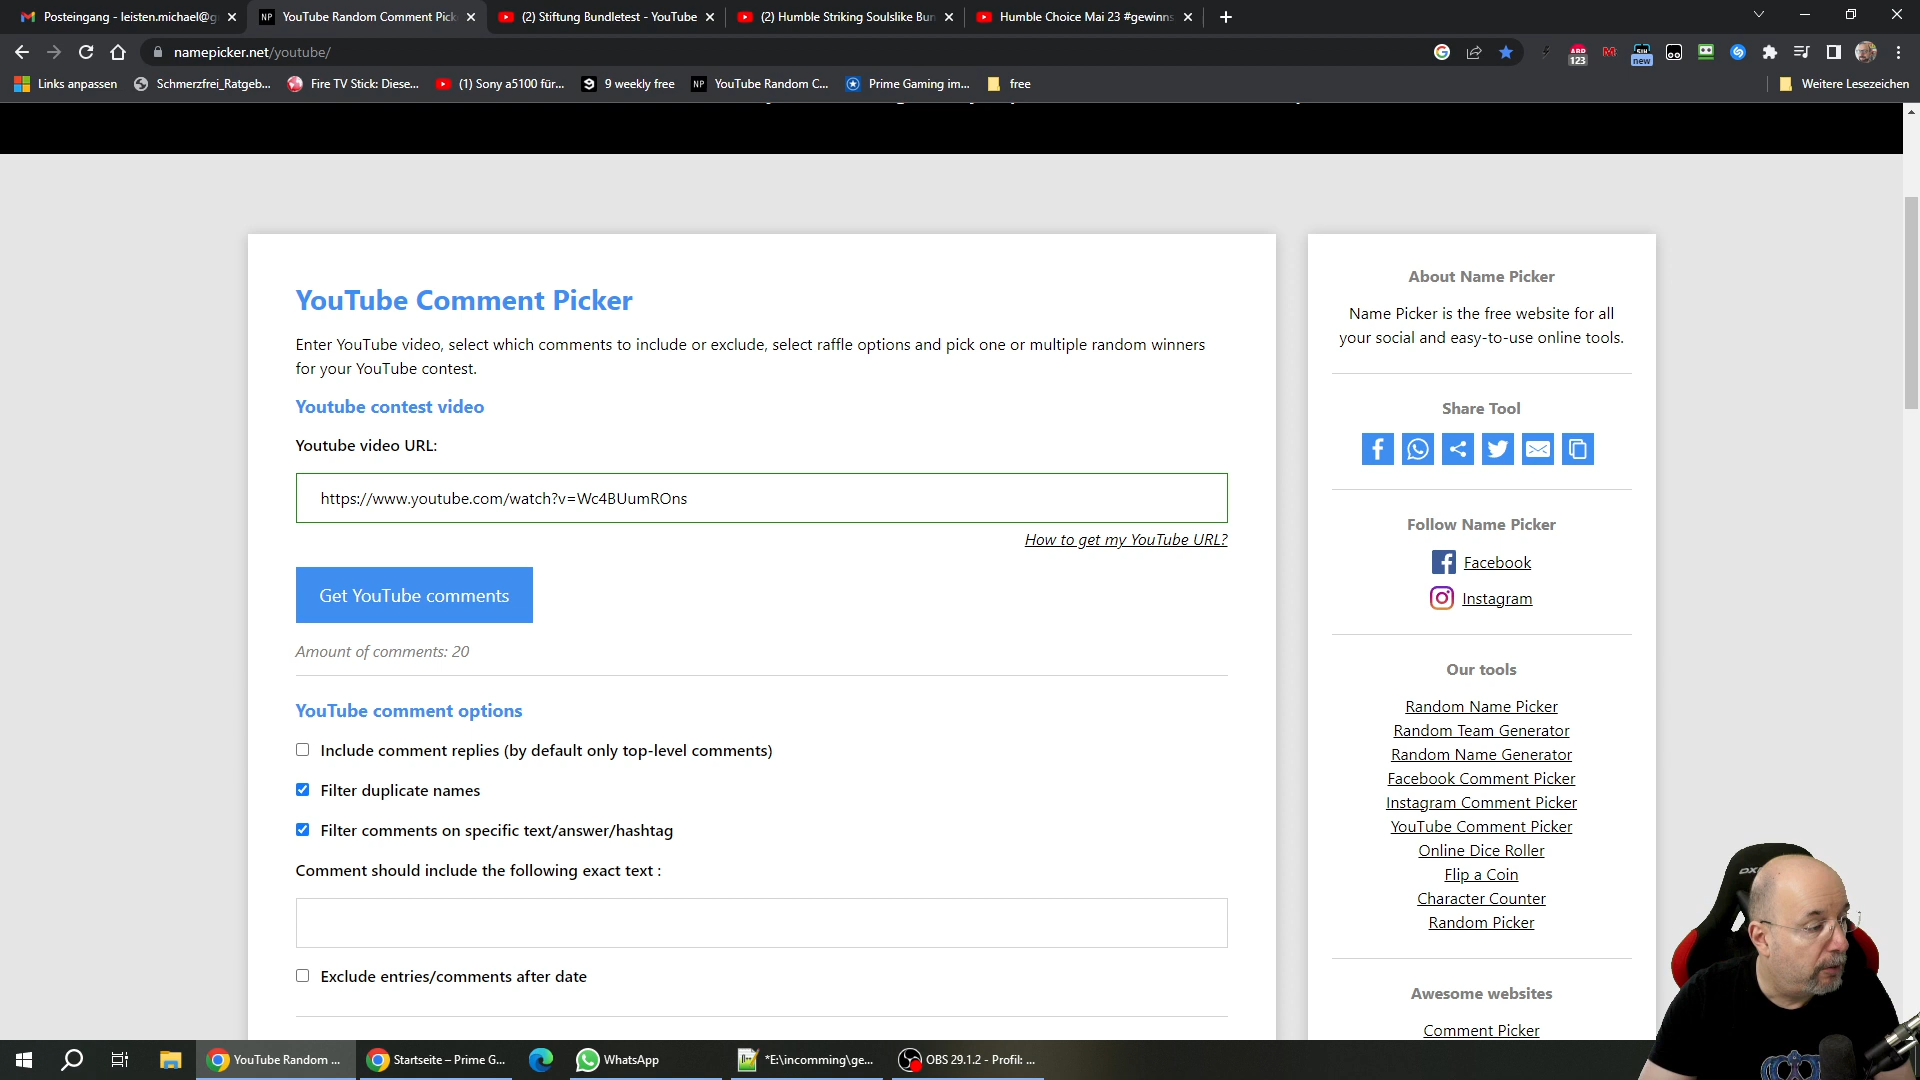 Posteingang - leisten.michael@g
NP YouTube Random Comment Pick
(2) Stiftung Bundletest - YouTube
(2) Humble Striking Soulslike Bun
Humble Choice Mai 23 #gewinns
namepicker.net/youtube/
ABD
123
new
Links anpassen
Schmerzfrei_Ratgeb...
Fire TV Stick: Diese...
(1) Sony a5100 für...
9 weekly free
NP YouTube Random C...
Prime Gaming im...
free
Weitere Lesezeichen
YouTube Comment Picker
Enter YouTube video, select which comments to include or exclude, select raffle options and pick one or multiple random winners
for your YouTube contest.
Youtube contest video
Youtube video URL:
https://www.youtube.com/watch?v=Wc4BUumROns
How to get my YouTube URL?
Get YouTube comments
Amount of comments: 20
YouTube comment options
Include comment replies (by default only top-level comments)
Filter duplicate names
Filter comments on specific text/answer/hashtag
Comment should include the following exact text :
Exclude entries/comments after date
About Name Picker
Name Picker is the free website for all
your social and easy-to-use online tools.
Share Tool
Follow Name Picker
Facebook
Instagram
Our tools
Random Name Picker
Random Team Generator
Random Name Generator
Facebook Comment Picker
Instagram Comment Picker
YouTube Comment Picker
Online Dice Roller
Flip a Coin
Character Counter
Random Picker
Awesome websites
Comment Picker
YouTube Random ...
Startseite – Prime G...
WhatsApp
*E:\incomming\ge...
OBS 29.1.2 - Profil: ...